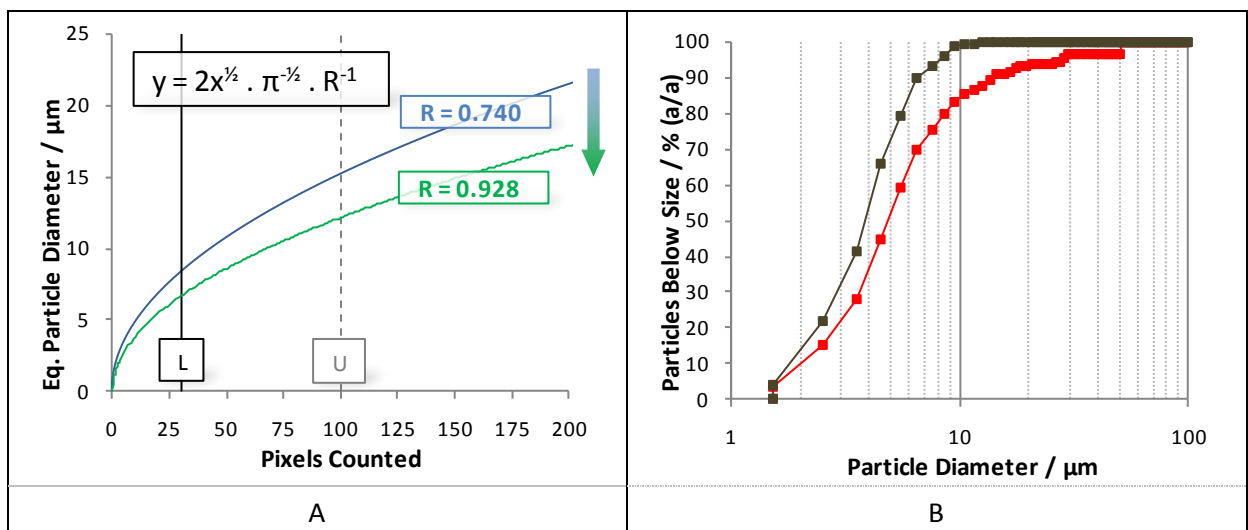 25
20
15
10
5
0
Eq. Particle Diameter / μm
y = 2x^½ . π^-½ . R^-1
R = 0.740
R = 0.928
L
U
0 25 50 75 100 125 150 175 200
Pixels Counted
A
100
90
80
70
60
50
40
30
20
10
0
Particles Below Size / % (a/a)
1 10 100
Particle Diameter / μm
B